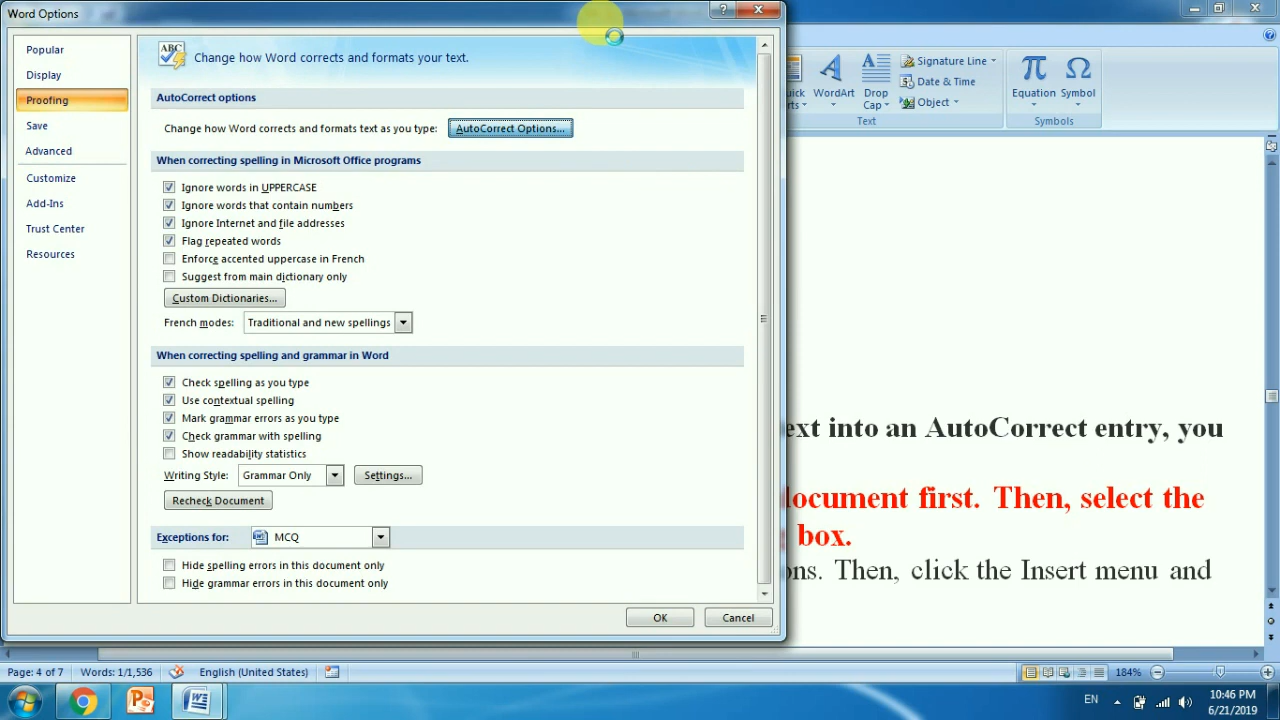 Word Options
Popular
Display
Proofing
Save
Advanced
Customize
Add-Ins
Trust Center
Resources
ABC
Change how Word corrects and formats your text.
AutoCorrect options
Change how Word corrects and formats text as you type: AutoCorrect Options...
When correcting spelling in Microsoft Office programs
Ignore words in UPPERCASE
Ignore words that contain numbers
Ignore Internet and file addresses
Flag repeated words
Enforce accented uppercase in French
Suggest from main dictionary only
Custom Dictionaries...
French modes: Traditional and new spellings
When correcting spelling and grammar in Word
Check spelling as you type
Use contextual spelling
Mark grammar errors as you type
Check grammar with spelling
Show readability statistics
Writing Style: Grammar Only Settings...
Recheck Document
Exceptions for: MCQ
Hide spelling errors in this document only
Hide grammar errors in this document only
OK Cancel
WordArt
Drop Cap
Signature Line
Date & Time
Object
Text
Equation
Symbol
Symbols
into an AutoCorrect entry, you
document first. Then, select the
box.
Then, click the Insert menu and
Page: 4 of 7 Words: 1/1,536 English (United States) 184%
EN 10:46 PM
6/21/2019